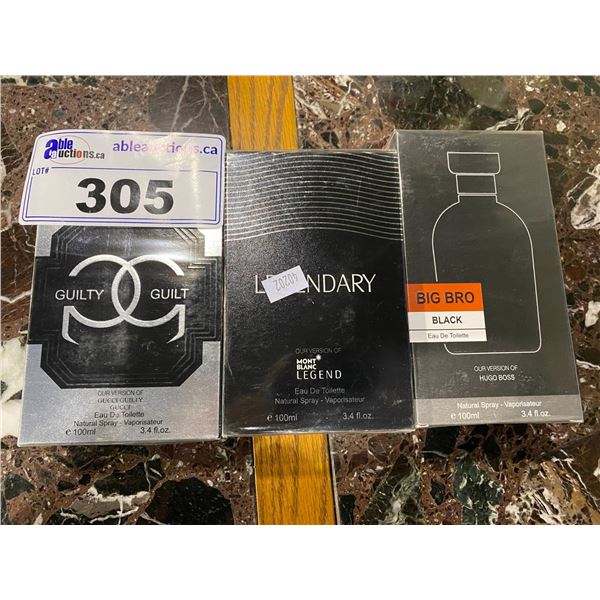 able auctions.ca
ableauctions.ca
LOT#
305
GUILTY GUILT
OUR VERSION OF
GUCCI GUILTY
GUCCI
Eau De Toilette
Natural Spray - Vaporisateur
e 100ml 3.4 fl.oz.
LEGENDARY
40202
OUR VERSION OF
MONT
BLANC
LEGEND
Eau De Toilette
Natural Spray - Vaporisateur
e 100ml 3.4 fl.oz.
BIG BRO
BLACK
Eau De Toilette
OUR VERSION OF
HUGO BOSS
Natural Spray - Vaporisateur
e 100ml 3.4 fl.oz.